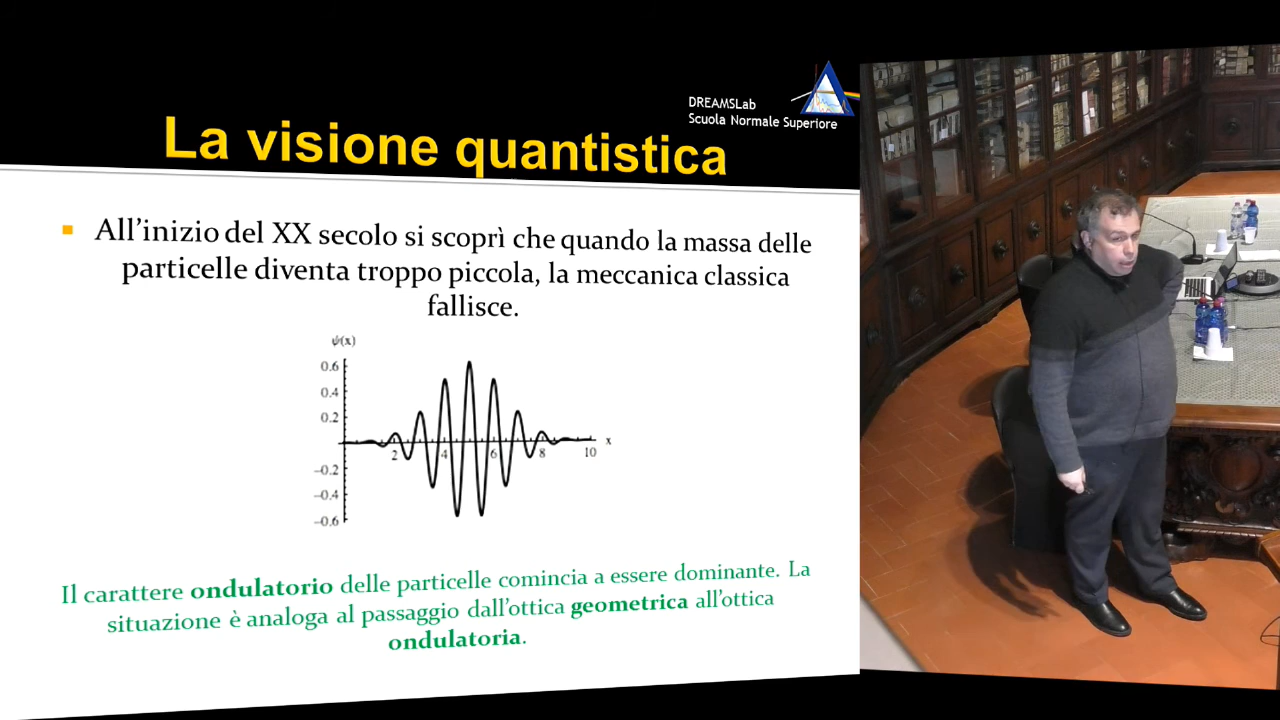 DREAMSLab
Scuola Normale Superiore
La visione quantistica
All'inizio del XX secolo si scoprì che quando la massa delle
particelle diventa troppo piccola, la meccanica classica
fallisce.
ψ(x)
0.6
0.4
0.2
-0.2
-0.4
-0.6
2
4
6
8
10
x
Il carattere ondulatorio delle particelle comincia a essere dominante. La
situazione è analoga al passaggio dall'ottica geometrica all'ottica
ondulatoria.